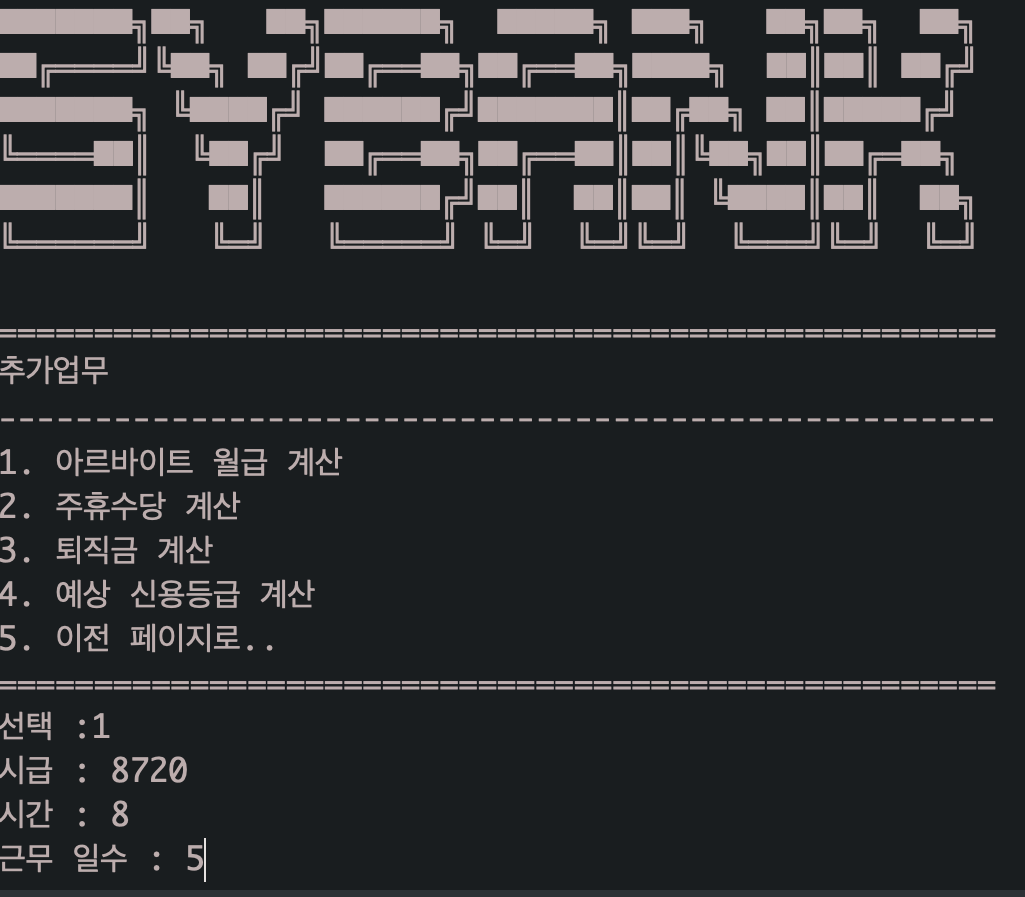 SYBANK
추가업무
1. 아르바이트 월급 계산
2. 주휴수당 계산
3. 퇴직금 계산
4. 예상 신용등급 계산
5. 이전 페이지로..
선택 :1
시급 : 8720
시간 : 8
근무 일수 : 5